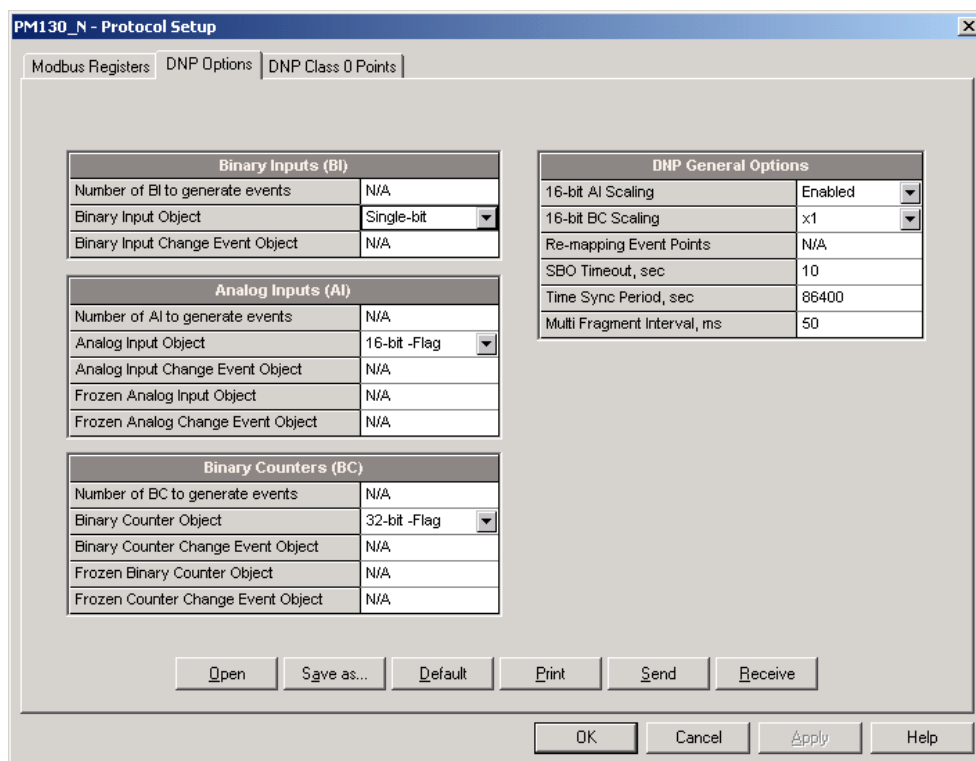 PM130_N - Protocol Setup
Modbus Registers DNP Options DNP Class 0 Points
Binary Inputs (BI)
Number of BI to generate events N/A
Binary Input Object Single-bit
Binary Input Change Event Object N/A
Analog Inputs (AI)
Number of AI to generate events N/A
Analog Input Object 16-bit -Flag
Analog Input Change Event Object N/A
Frozen Analog Input Object N/A
Frozen Analog Change Event Object N/A
Binary Counters (BC)
Number of BC to generate events N/A
Binary Counter Object 32-bit -Flag
Binary Counter Change Event Object N/A
Frozen Binary Counter Object N/A
Frozen Counter Change Event Object N/A
DNP General Options
16-bit AI Scaling Enabled
16-bit BC Scaling x1
Re-mapping Event Points N/A
SBO Timeout, sec 10
Time Sync Period, sec 86400
Multi Fragment Interval, ms 50
Open Save as... Default Print Send Receive
OK Cancel Apply Help